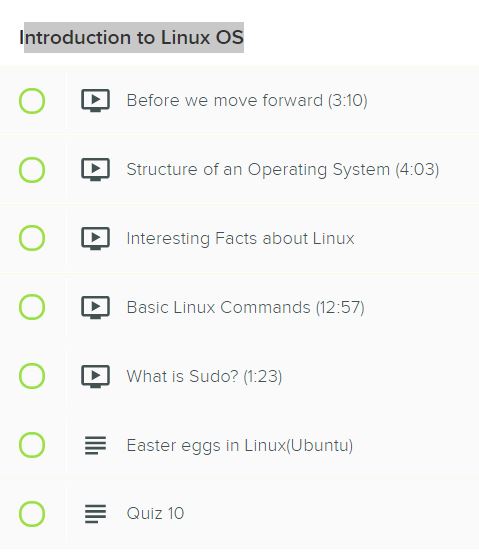 Introduction to Linux OS
Before we move forward (3:10)
Structure of an Operating System (4:03)
Interesting Facts about Linux
Basic Linux Commands (12:57)
What is Sudo? (1:23)
Easter eggs in Linux(Ubuntu)
Quiz 10